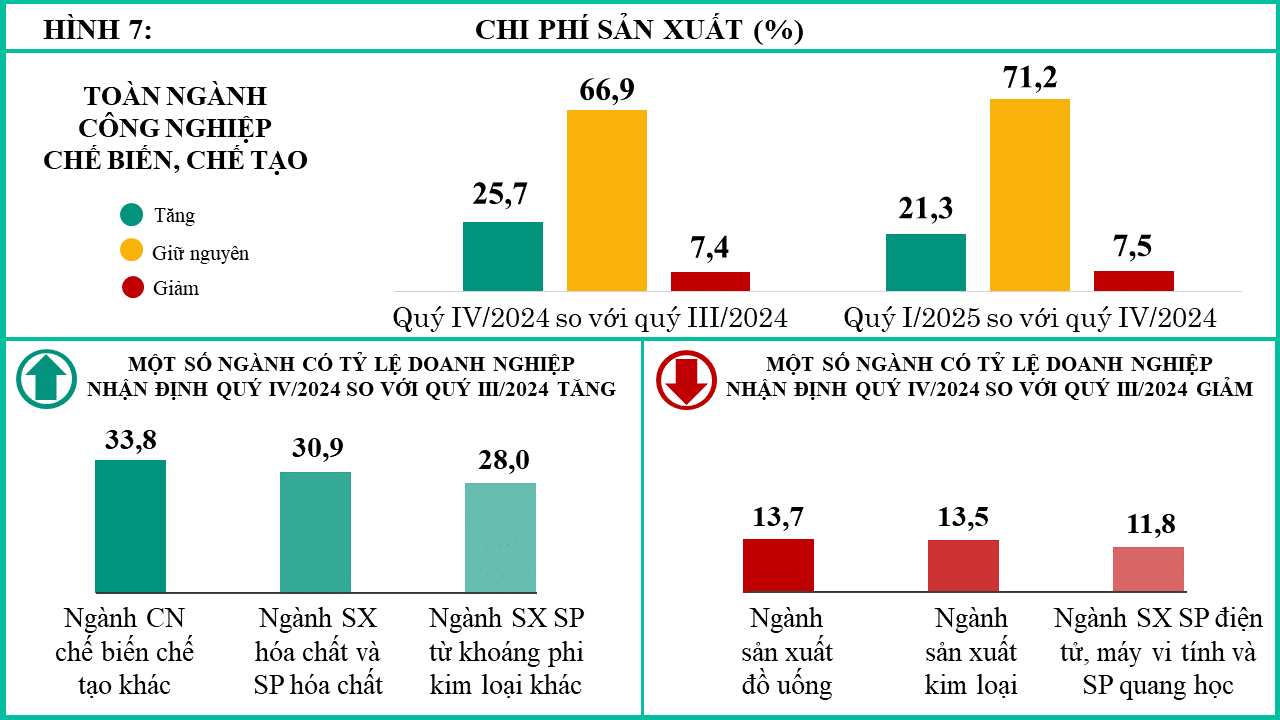 HÌNH 7:
CHI PHÍ SẢN XUẤT (%)
TOÀN NGÀNH
CÔNG NGHIỆP
CHẾ BIẾN, CHẾ TẠO
Tăng
Giữ nguyên
Giảm
25,7
66,9
7,4
21,3
71,2
7,5
Quý IV/2024 so với quý III/2024
Quý I/2025 so với quý IV/2024
MỘT SỐ NGÀNH CÓ TỶ LỆ DOANH NGHIỆP
NHẬN ĐỊNH QUÝ IV/2024 SO VỚI QUÝ III/2024 TĂNG
33,8
30,9
28,0
Ngành CN
chế biến chế
tạo khác
Ngành SX
hóa chất và
SP hóa chất
Ngành SX SP
từ khoáng phi
kim loại khác
MỘT SỐ NGÀNH CÓ TỶ LỆ DOANH NGHIỆP
NHẬN ĐỊNH QUÝ IV/2024 SO VỚI QUÝ III/2024 GIẢM
13,7
13,5
11,8
Ngành
sản xuất
đồ uống
Ngành
sản xuất
kim loại
Ngành SX SP điện
tử, máy vi tính và
SP quang học